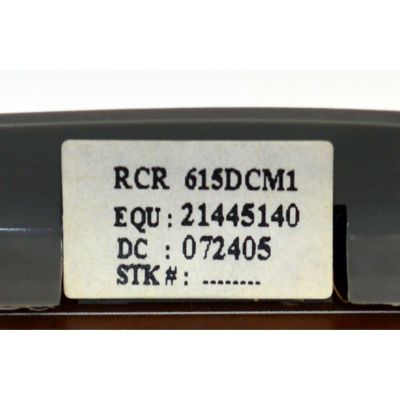 RCR 615DCM1
EQU: 21445140
DC : 072405
STK#: ........